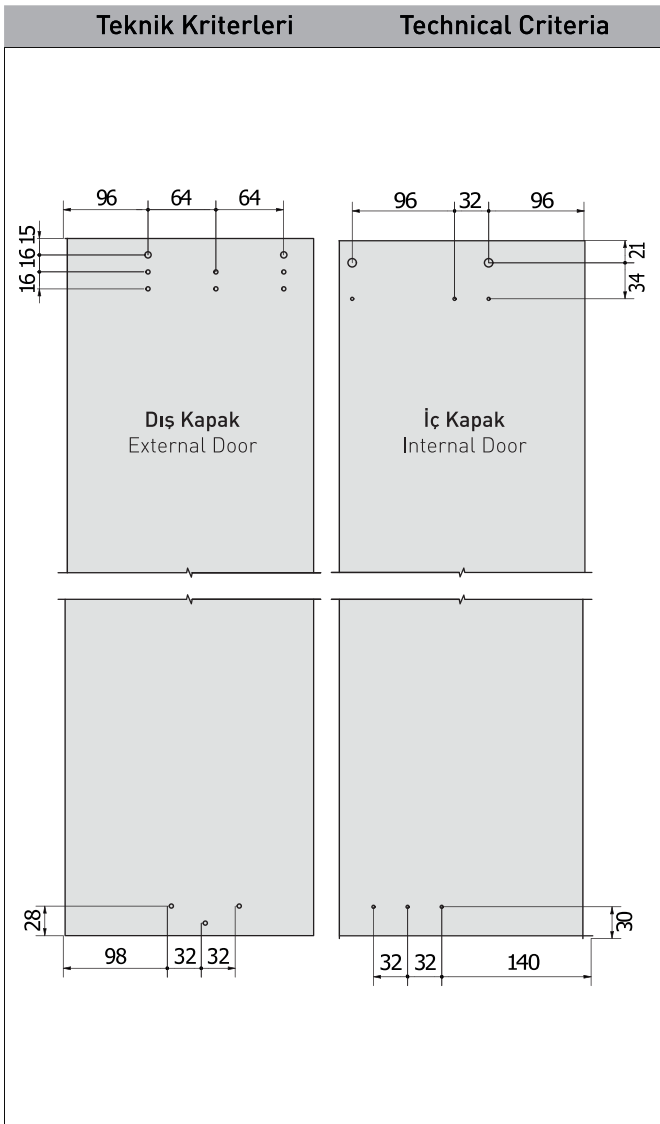 Teknik Kriterleri Technical Criteria
96 64 64 96 32 96
15
16
16
21
34
Dış Kapak
External Door
İç Kapak
Internal Door
28
98 32 32
32 32 140
30